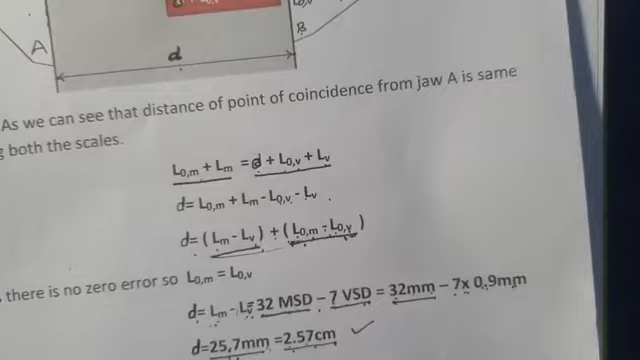 A
B
d
As we can see that distance of point of coincidence from jaw A is same
both the scales.
L₀,m + Lm = d + L₀,v + Lv
d= L₀,m + Lm - L₀,v - Lv
d= ( Lm - Lv ) + ( L₀,m - L₀,v )
there is no zero error so L₀,m = L₀,v
d= Lm - Lv= 32 MSD – 7 VSD = 32mm – 7x 0.9mm
d=25,7mm =2.57cm